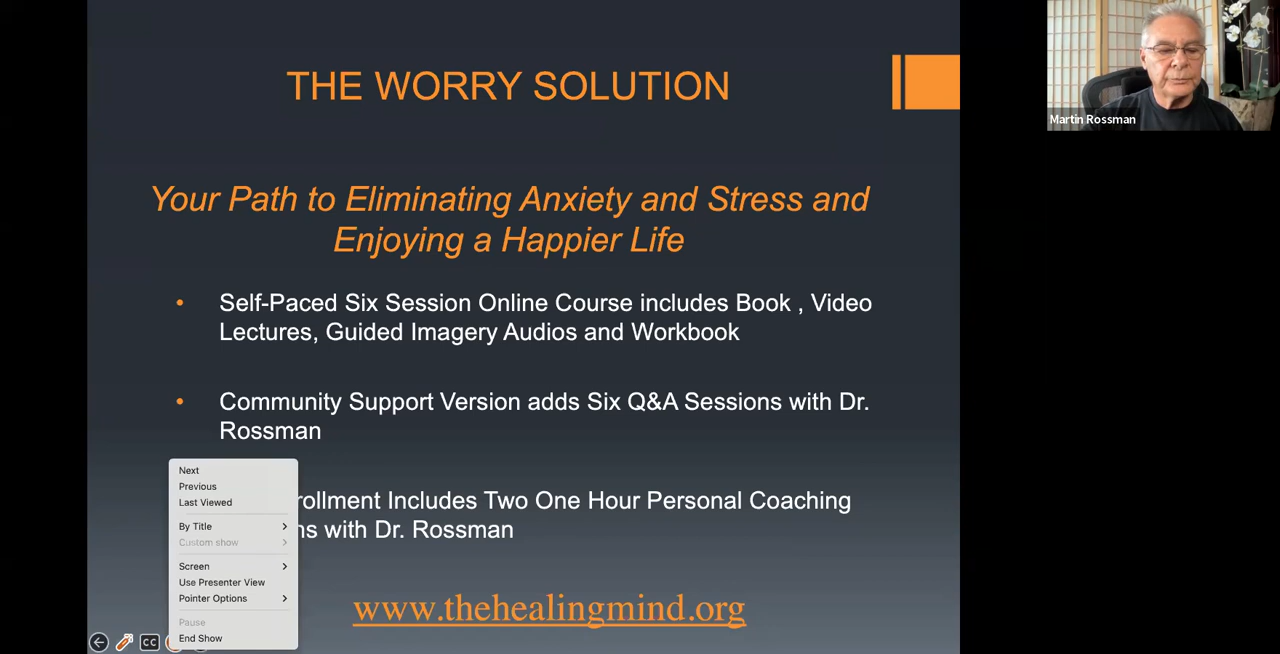 THE WORRY SOLUTION
Your Path to Eliminating Anxiety and Stress and
Enjoying a Happier Life
• Self-Paced Six Session Online Course includes Book , Video
Lectures, Guided Imagery Audios and Workbook
• Community Support Version adds Six Q&A Sessions with Dr.
Rossman
Includes Two One Hour Personal Coaching
with Dr. Rossman
www.thehealingmind.org
Next
Previous
Last Viewed
By Title
Custom show
Screen
Use Presenter View
Pointer Options
Pause
End Show
CC
Martin Rossman